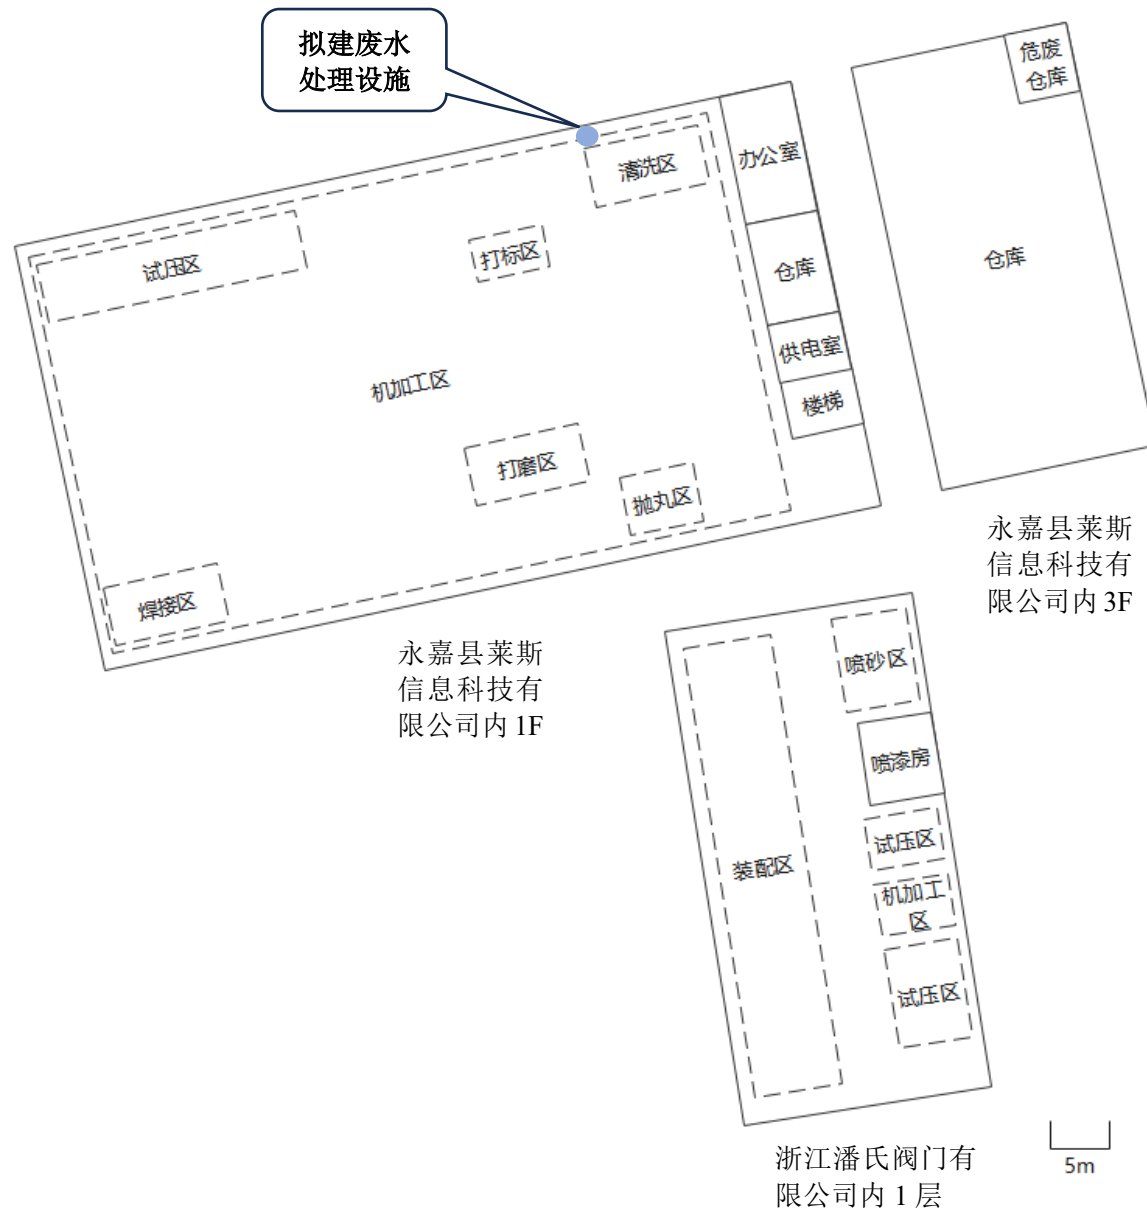 拟建废水
处理设施
危废
仓库
清洗区
办公室
试压区
打标区
仓库
仓库
供电室
机加工区
楼梯
打磨区
抛丸区
焊接区
永嘉县莱斯
信息科技有
限公司内 3F
永嘉县莱斯
信息科技有
限公司内 1F
喷砂区
喷漆房
试压区
装配区
机加工
区
试压区
5m
浙江潘氏阀门有
限公司内 1 层